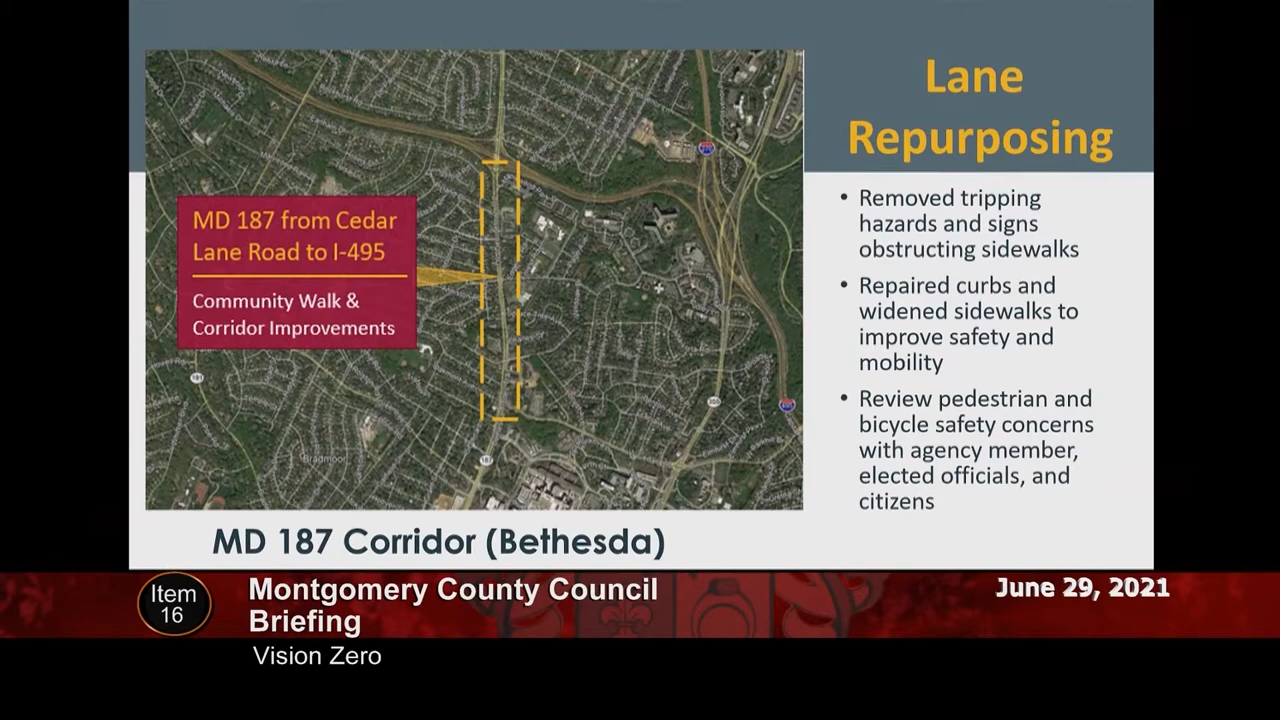 Lane
Repurposing
MD 187 from Cedar
Lane Road to I-495
Community Walk &
Corridor Improvements
• Removed tripping
hazards and signs
obstructing sidewalks
• Repaired curbs and
widened sidewalks to
improve safety and
mobility
• Review pedestrian and
bicycle safety concerns
with agency member,
elected officials, and
citizens
Bradmoor
MD 187 Corridor (Bethesda)
Item
16
Montgomery County Council
Briefing
June 29, 2021
Vision Zero